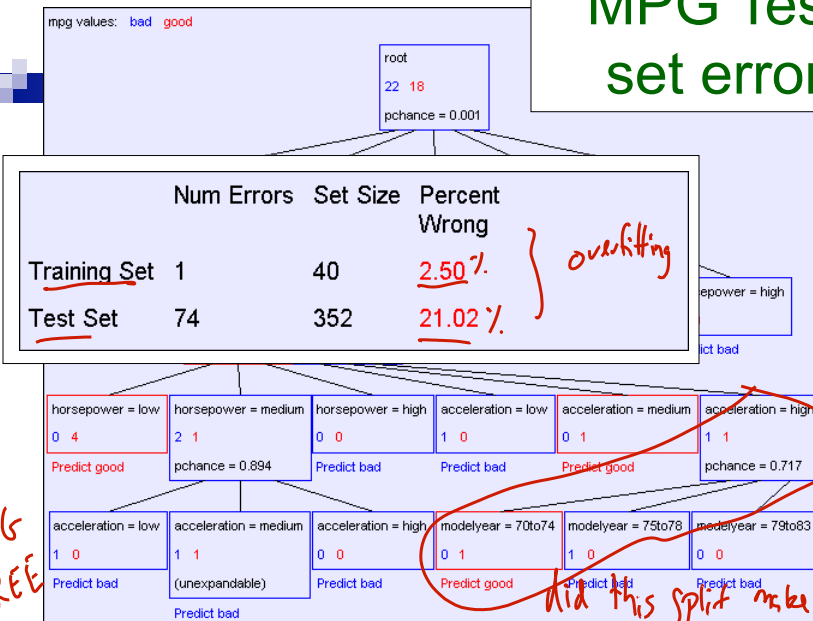 MPG Tes
set error
mpg values: bad good
root
22 18
pchance = 0.001
Num Errors Set Size Percent Wrong
Training Set 1 40 2.50 %
Test Set 74 352 21.02 %
overfitting
epower = high
ict bad
horsepower = low
0 4
Predict good
horsepower = medium
2 1
pchance = 0.894
horsepower = high
0 0
Predict bad
acceleration = low
1 0
Predict bad
acceleration = medium
0 1
Predict good
acceleration = high
1 1
pchance = 0.717
acceleration = low
1 0
Predict bad
acceleration = medium
1 1
(unexpandable)
Predict bad
acceleration = high
0 0
Predict bad
modelyear = 70to74
0 1
Predict good
modelyear = 75to78
1 0
Predict bad
modelyear = 79to83
0 0
Predict bad
G
REE
did this split make